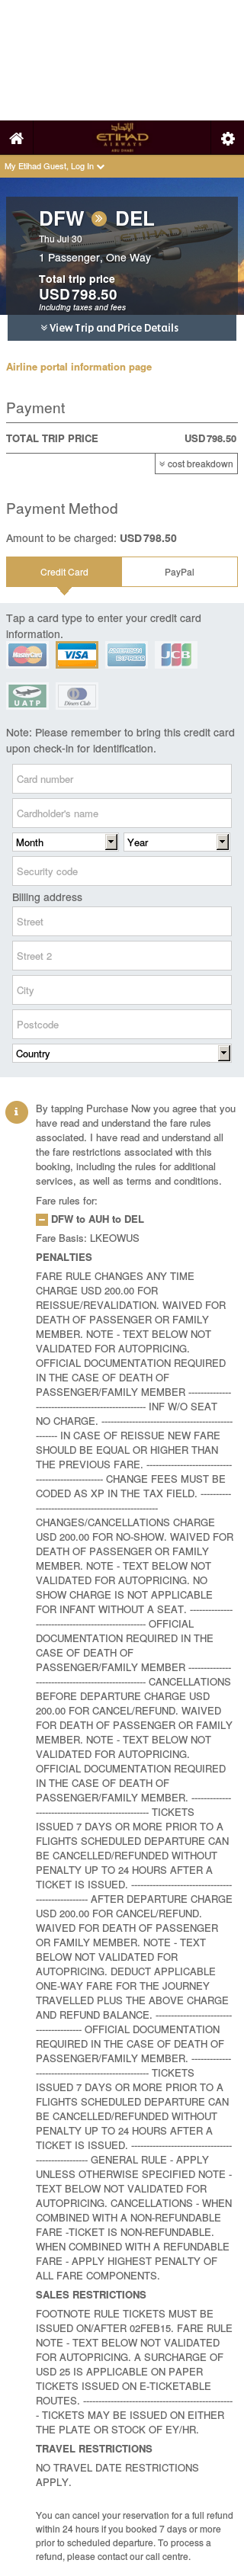 ETIHAD
AIRWAYS
ABU DHABI
My Etihad Guest, Log In
DFW DEL
Thu Jul 30
1 Passenger, One Way
Total trip price
USD 798.50
Including taxes and fees
View Trip and Price Details
Airline portal information page
Payment
TOTAL TRIP PRICE USD 798.50
cost breakdown
Payment Method
Amount to be charged: USD 798.50
Credit Card PayPal
Tap a card type to enter your credit card
information.
MasterCard VISA AMERICAN EXPRESS JCB
UATP Diners Club
Note: Please remember to bring this credit card
upon check-in for identification.
Card number
Cardholder's name
Month Year
Security code
Billing address
Street
Street 2
City
Postcode
Country
By tapping Purchase Now you agree that you
have read and understand the fare rules
associated. I have read and understand all
the fare restrictions associated with this
booking, including the rules for additional
services, as well as terms and conditions.
Fare rules for:
DFW to AUH to DEL
Fare Basis: LKEOWUS
PENALTIES
FARE RULE CHANGES ANY TIME
CHARGE USD 200.00 FOR
REISSUE/REVALIDATION. WAIVED FOR
DEATH OF PASSENGER OR FAMILY
MEMBER. NOTE - TEXT BELOW NOT
VALIDATED FOR AUTOPRICING.
OFFICIAL DOCUMENTATION REQUIRED
IN THE CASE OF DEATH OF
PASSENGER/FAMILY MEMBER --------------
------------------------------------ INF W/O SEAT
NO CHARGE. -------------------------------------------
------- IN CASE OF REISSUE NEW FARE
SHOULD BE EQUAL OR HIGHER THAN
THE PREVIOUS FARE. ----------------------------
---------------------- CHANGE FEES MUST BE
CODED AS XP IN THE TAX FIELD. ----------
----------------------------------------
CHANGES/CANCELLATIONS CHARGE
USD 200.00 FOR NO-SHOW. WAIVED FOR
DEATH OF PASSENGER OR FAMILY
MEMBER. NOTE - TEXT BELOW NOT
VALIDATED FOR AUTOPRICING. NO
SHOW CHARGE IS NOT APPLICABLE
FOR INFANT WITHOUT A SEAT. --------------
------------------------------------ OFFICIAL
DOCUMENTATION REQUIRED IN THE
CASE OF DEATH OF
PASSENGER/FAMILY MEMBER --------------
------------------------------------ CANCELLATIONS
BEFORE DEPARTURE CHARGE USD
200.00 FOR CANCEL/REFUND. WAIVED
FOR DEATH OF PASSENGER OR FAMILY
MEMBER. NOTE - TEXT BELOW NOT
VALIDATED FOR AUTOPRICING.
OFFICIAL DOCUMENTATION REQUIRED
IN THE CASE OF DEATH OF
PASSENGER/FAMILY MEMBER. -------------
------------------------------------- TICKETS
ISSUED 7 DAYS OR MORE PRIOR TO A
FLIGHTS SCHEDULED DEPARTURE CAN
BE CANCELLED/REFUNDED WITHOUT
PENALTY UP TO 24 HOURS AFTER A
TICKET IS ISSUED. ---------------------------------
----------------- AFTER DEPARTURE CHARGE
USD 200.00 FOR CANCEL/REFUND.
WAIVED FOR DEATH OF PASSENGER
OR FAMILY MEMBER. NOTE - TEXT
BELOW NOT VALIDATED FOR
AUTOPRICING. DEDUCT APPLICABLE
ONE-WAY FARE FOR THE JOURNEY
TRAVELLED PLUS THE ABOVE CHARGE
AND REFUND BALANCE. -------------------------
--------------- OFFICIAL DOCUMENTATION
REQUIRED IN THE CASE OF DEATH OF
PASSENGER/FAMILY MEMBER. -------------
------------------------------------- TICKETS
ISSUED 7 DAYS OR MORE PRIOR TO A
FLIGHTS SCHEDULED DEPARTURE CAN
BE CANCELLED/REFUNDED WITHOUT
PENALTY UP TO 24 HOURS AFTER A
TICKET IS ISSUED. ---------------------------------
----------------- GENERAL RULE - APPLY
UNLESS OTHERWISE SPECIFIED NOTE -
TEXT BELOW NOT VALIDATED FOR
AUTOPRICING. CANCELLATIONS - WHEN
COMBINED WITH A NON-REFUNDABLE
FARE -TICKET IS NON-REFUNDABLE.
WHEN COMBINED WITH A REFUNDABLE
FARE - APPLY HIGHEST PENALTY OF
ALL FARE COMPONENTS.
SALES RESTRICTIONS
FOOTNOTE RULE TICKETS MUST BE
ISSUED ON/AFTER 02FEB15. FARE RULE
NOTE - TEXT BELOW NOT VALIDATED
FOR AUTOPRICING. A SURCHARGE OF
USD 25 IS APPLICABLE ON PAPER
TICKETS ISSUED ON E-TICKETABLE
ROUTES. -------------------------------------------------
- TICKETS MAY BE ISSUED ON EITHER
THE PLATE OR STOCK OF EY/HR.
TRAVEL RESTRICTIONS
NO TRAVEL DATE RESTRICTIONS
APPLY.
You can cancel your reservation for a full refund
within 24 hours if you booked 7 days or more
prior to scheduled departure. To process a
refund, please contact our call centre.